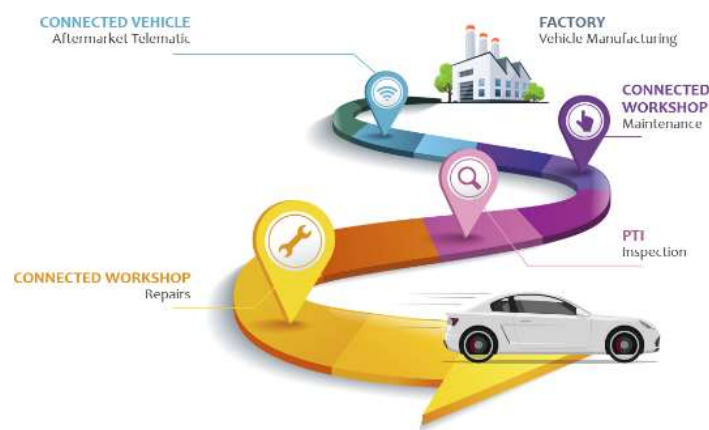 CONNECTED VEHICLE
Aftermarket Telematic
FACTORY
Vehicle Manufacturing
CONNECTED
WORKSHOP
Maintenance
PTI
Inspection
CONNECTED WORKSHOP
Repairs